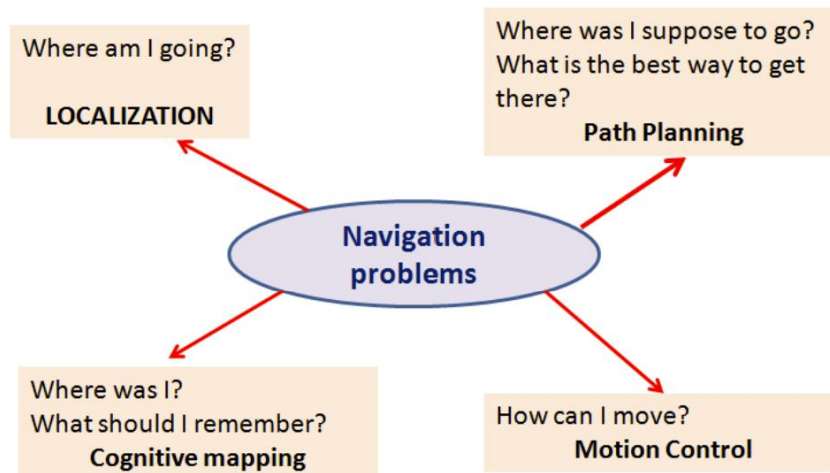 Where am I going?
LOCALIZATION
Where was I suppose to go?
What is the best way to get
there?
Path Planning
Navigation
problems
Where was I?
What should I remember?
Cognitive mapping
How can I move?
Motion Control